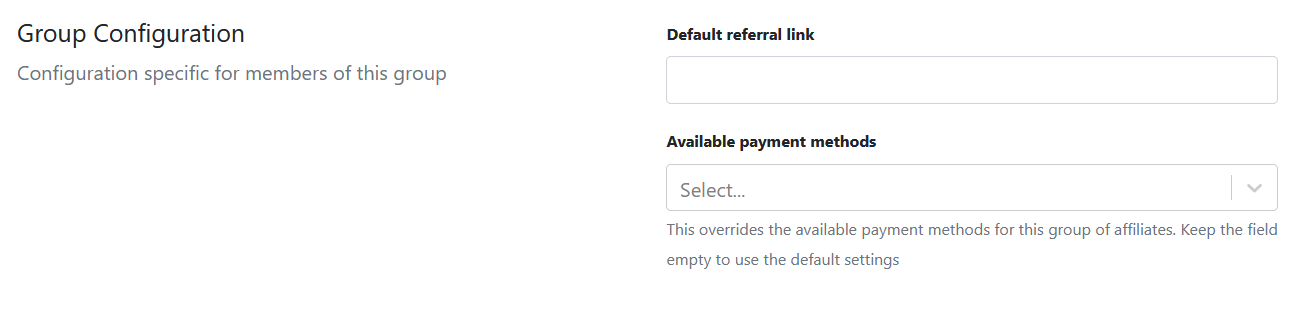 Group Configuration
Configuration specific for members of this group
Default referral link
Available payment methods
Select...
This overrides the available payment methods for this group of affiliates. Keep the field
empty to use the default settings